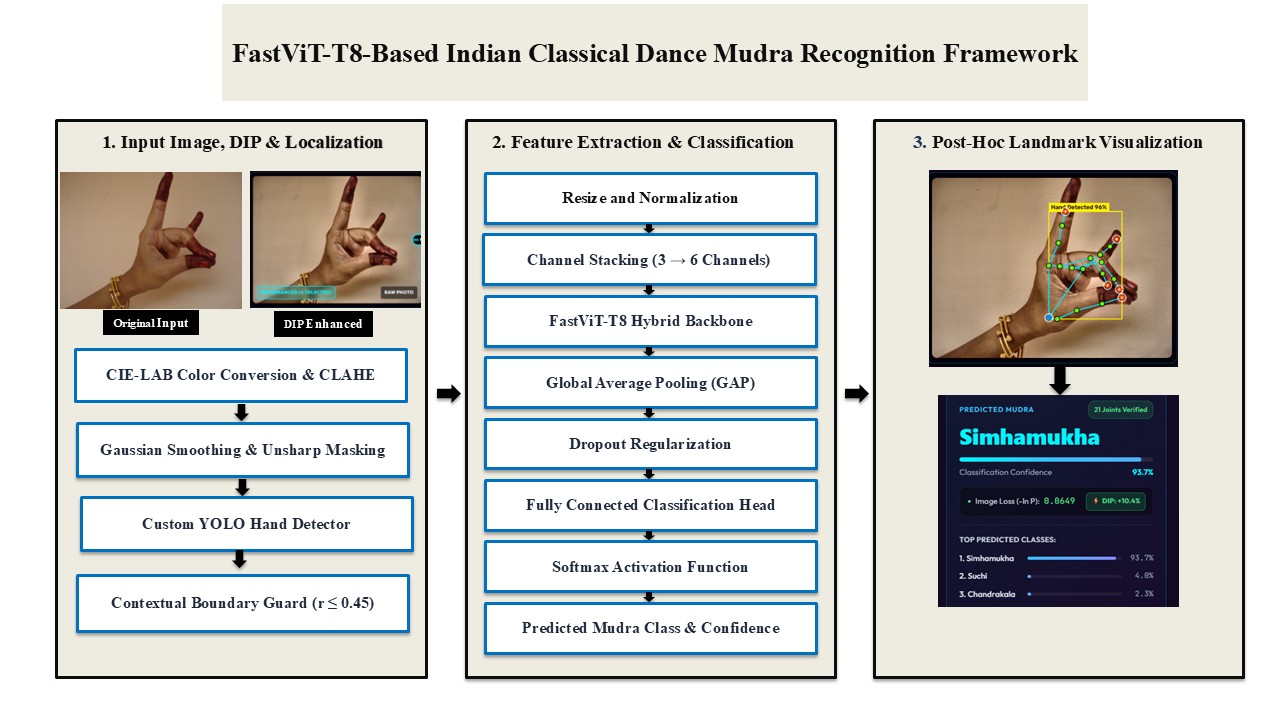 FastViT-T8-Based Indian Classical Dance Mudra Recognition Framework
1. Input Image, DIP & Localization
RAW PHOTO
Original Input
DIP Enhanced
CIE-LAB Color Conversion & CLAHE
Gaussian Smoothing & Unsharp Masking
Custom YOLO Hand Detector
Contextual Boundary Guard (r ≤ 0.45)
2. Feature Extraction & Classification
Resize and Normalization
Channel Stacking (3 → 6 Channels)
FastViT-T8 Hybrid Backbone
Global Average Pooling (GAP)
Dropout Regularization
Fully Connected Classification Head
Softmax Activation Function
Predicted Mudra Class & Confidence
3. Post-Hoc Landmark Visualization
Hand Detected 96%
PREDICTED MUDRA
21 Joints Verified
Simhamukha
Classification Confidence 93.7%
• Image Loss (-ln P): 0.0649
DIP: +10.4%
TOP PREDICTED CLASSES:
1. Simhamukha 93.7%
2. Suchi 4.0%
3. Chandrakala 2.3%